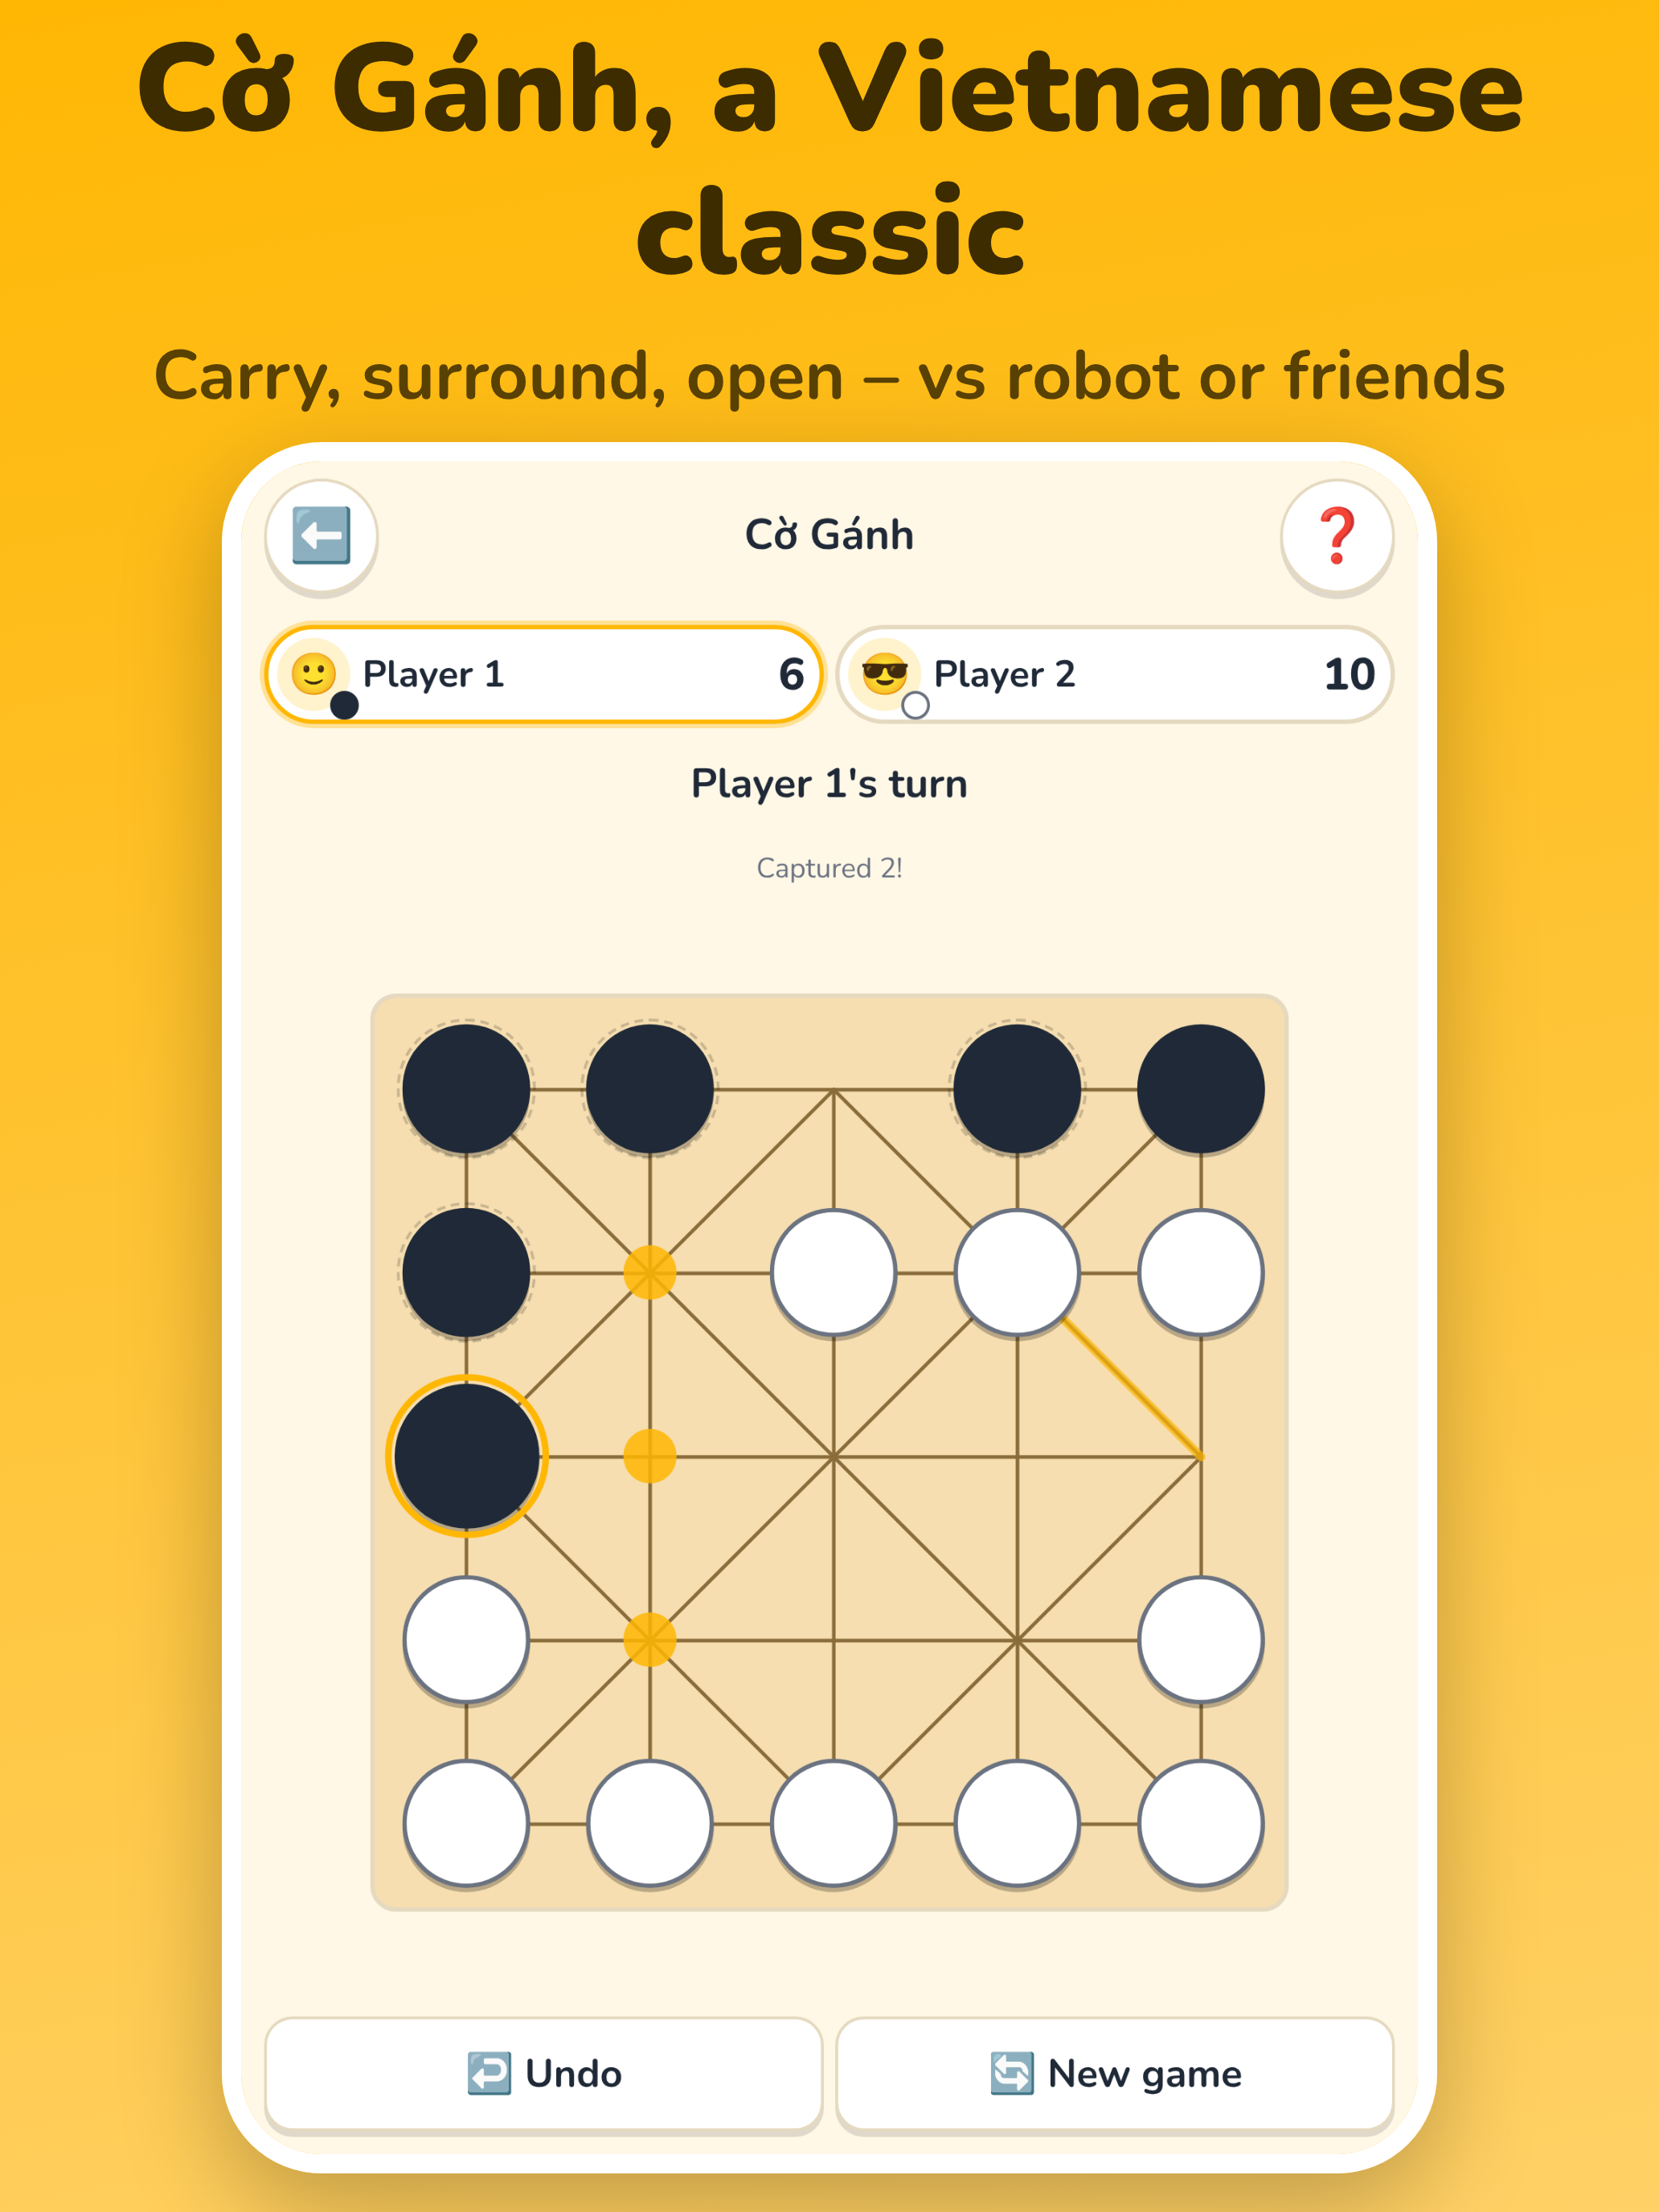 Cờ Gánh, a Vietnamese
classic
Carry, surround, open – vs robot or friends
Cờ Gánh
Player 1
6
Player 2
10
Player 1's turn
Captured 2!
Undo
New game